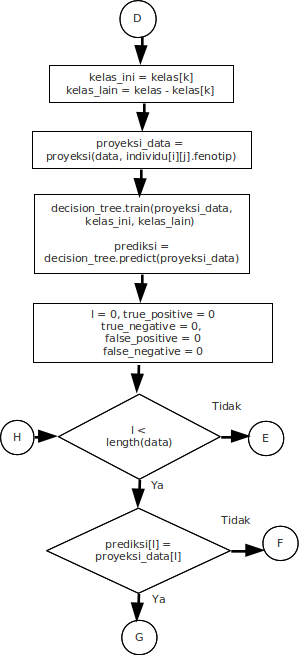 D
kelas_ini = kelas[k]
kelas_lain = kelas - kelas[k]
proyeksi_data =
proyeksi(data, individu[i][j].fenotip)
decision_tree.train(proyeksi_data,
kelas_ini, kelas_lain)
prediksi =
decision_tree.predict(proyeksi_data)
l = 0, true_positive = 0
true_negative = 0,
false_positive = 0
false_negative = 0
Tidak
H
l <
length(data)
E
Ya
Tidak
prediksi[l] =
proyeksi_data[l]
F
Ya
G